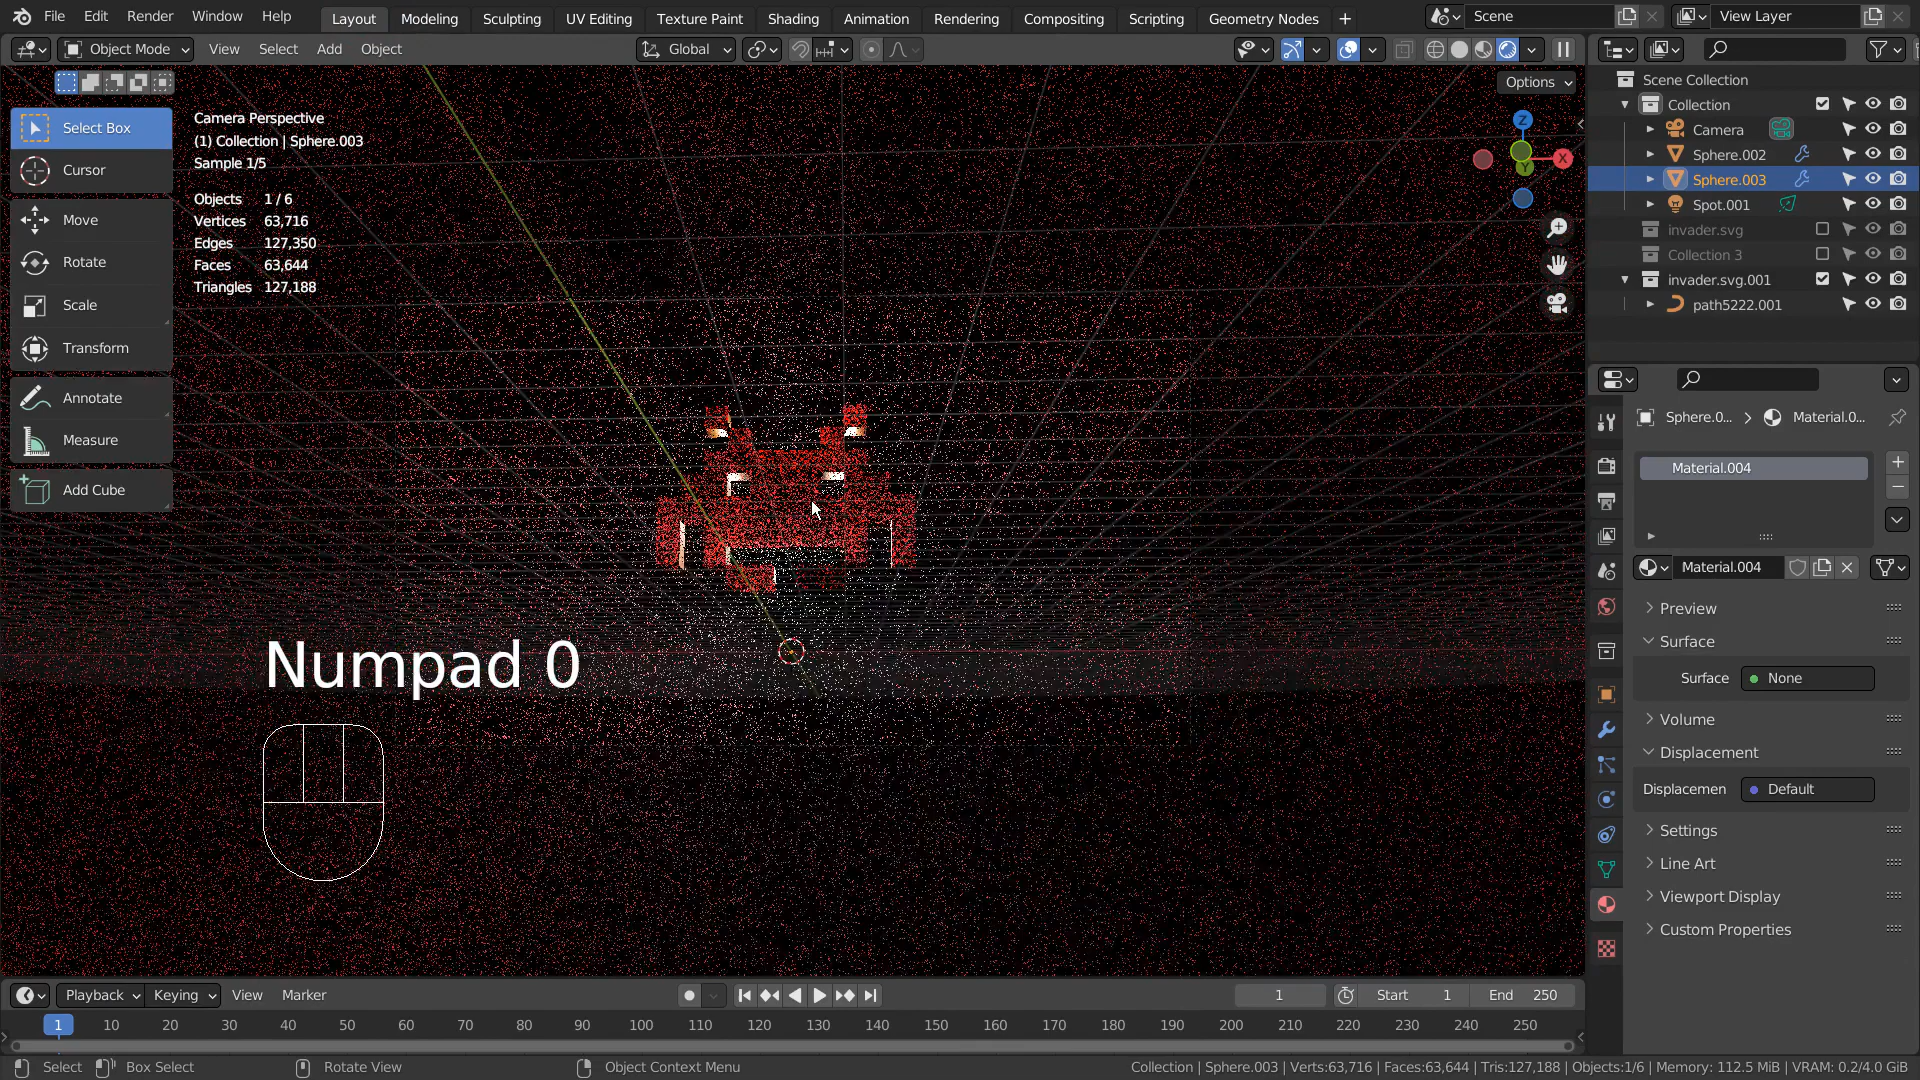 File Edit Render Window Help Layout Modeling Sculpting UV Editing Texture Paint Shading Animation Rendering Compositing Scripting Geometry Nodes + Scene View Layer
Object Mode View Select Add Object Global
Options
Select Box
Cursor
Move
Rotate
Scale
Transform
Annotate
Measure
Add Cube
Camera Perspective
(1) Collection | Sphere.003
Sample 1/5
Objects 1 / 6
Vertices 63,716
Edges 127,350
Faces 63,644
Triangles 127,188
Z
X
Y
Numpad 0
Scene Collection
Collection
Camera
Sphere.002
Sphere.003
Spot.001
invader.svg
Collection 3
invader.svg.001
path5222.001
Sphere.0... Material.0...
Material.004
Material.004
Preview
Surface
Surface None
Volume
Displacement
Displacemen Default
Settings
Line Art
Viewport Display
Custom Properties
Playback Keying View Marker 1 Start 1 End 250
1 10 20 30 40 50 60 70 80 90 100 110 120 130 140 150 160 170 180 190 200 210 220 230 240 250
Select Box Select Rotate View Object Context Menu Collection | Sphere.003 | Verts:63,716 | Faces:63,644 | Tris:127,188 | Objects:1/6 | Memory: 112.5 MiB | VRAM: 0.2/4.0 GiB